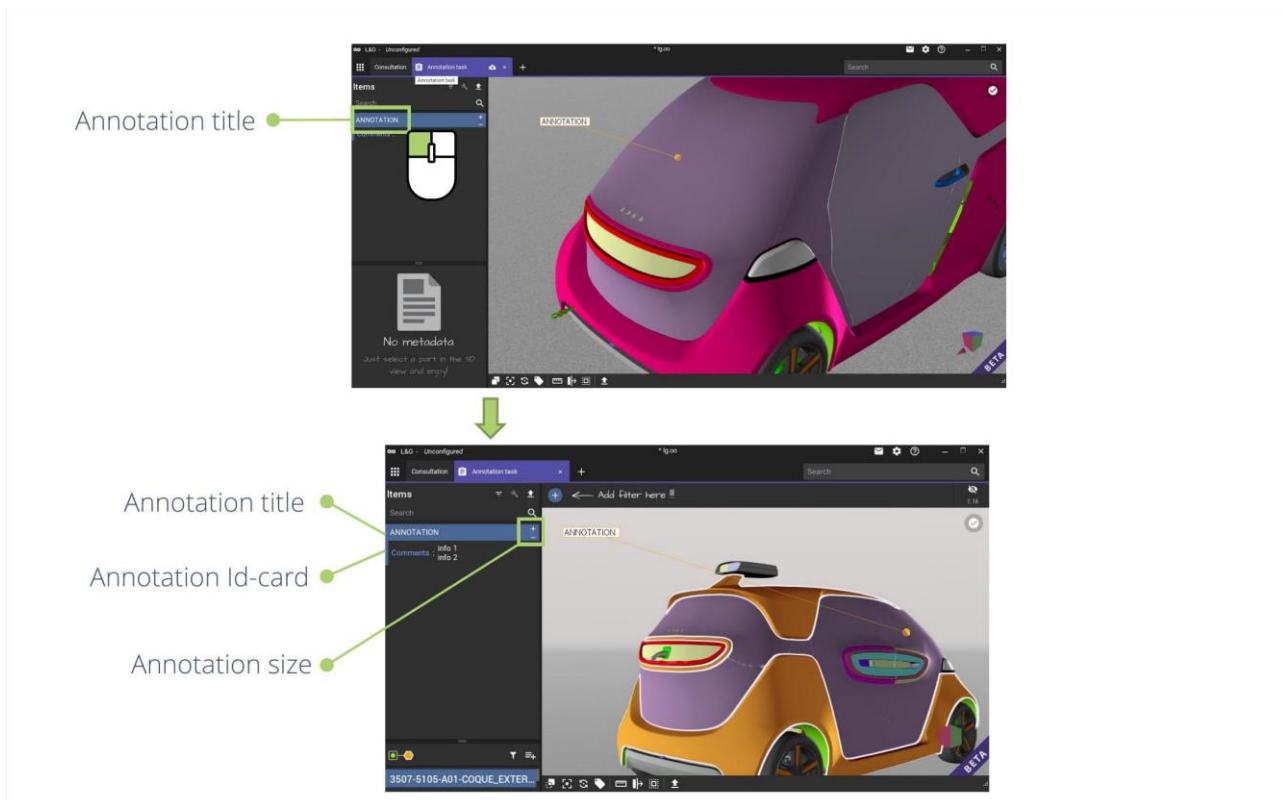 L&G - Unconfigured
* lg.oo
Consultation
Annotation task
Search
Annotation task
Items
Search
Annotation title
ANNOTATION
Comments :
ANNOTATION
No metadata
Just select a part in the 3D
view and enjoy!
BETA
L&G - Unconfigured
* lg.oo
Consultation
Annotation task
Search
Items
Add filter here
1.16
Search
Annotation title
ANNOTATION
ANNOTATION
Comments : info 1
info 2
Annotation Id-card
Annotation size
3507-5105-A01-COQUE_EXTER...
BETA